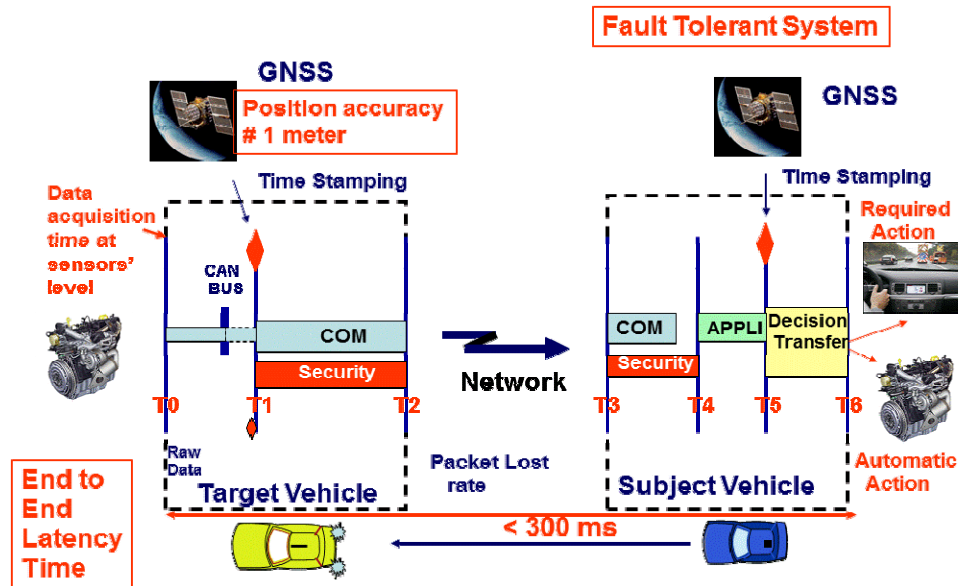 Fault Tolerant System
GNSS
Position accuracy
# 1 meter
GNSS
Time Stamping
Time Stamping
Data
acquisition
time at
sensors'
level
Required
Action
CAN
BUS
COM
Security
Network
COM
Security
APPLI
Decision
Transfer
T0
T1
T2
T3
T4
T5
T6
Raw
Data
Packet Lost
rate
Automatic
Action
Target Vehicle
Subject Vehicle
End to
End
Latency
Time
< 300 ms